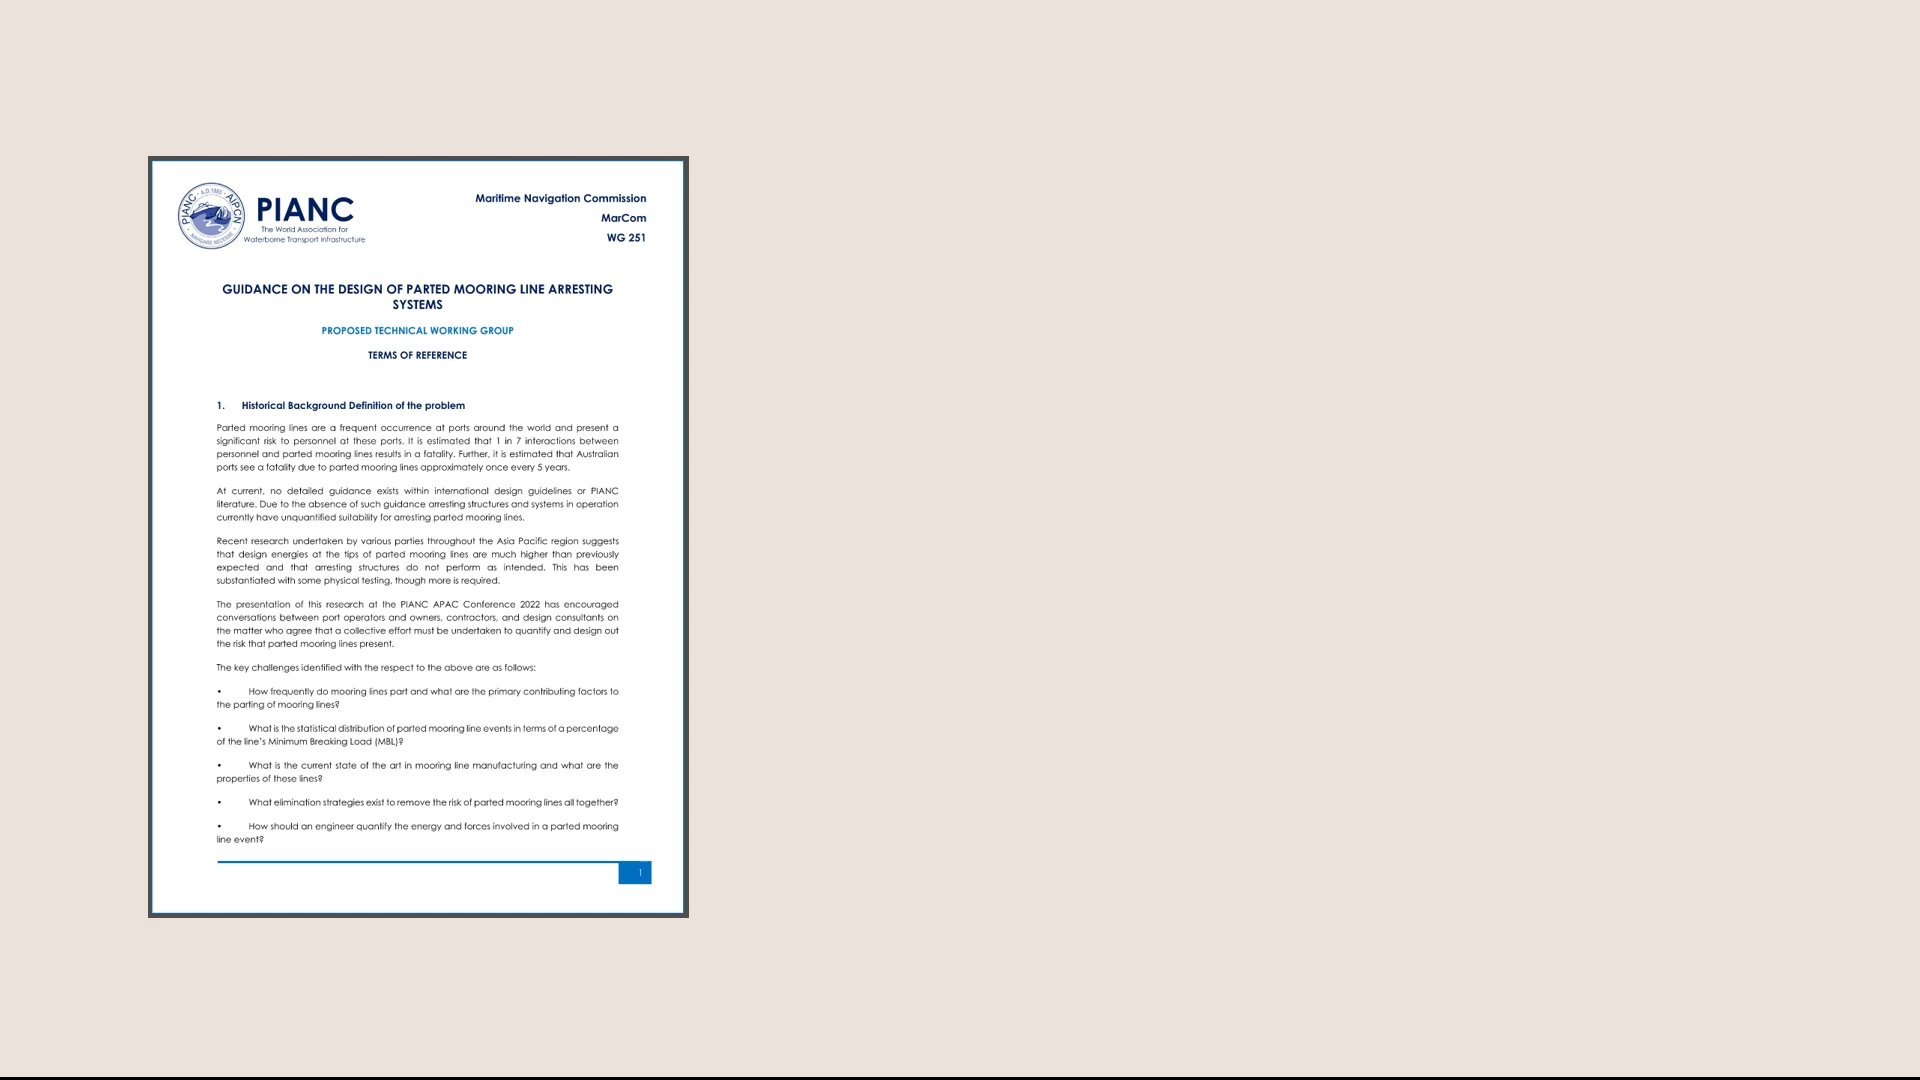 PIANC · A.D. 1885 · AIPCN
NAVIGARE NECESSE
PIANC
The World Association for
Waterborne Transport Infrastructure
Maritime Navigation Commission
MarCom
WG 251
GUIDANCE ON THE DESIGN OF PARTED MOORING LINE ARRESTING
SYSTEMS
PROPOSED TECHNICAL WORKING GROUP
TERMS OF REFERENCE
1. Historical Background Definition of the problem
Parted mooring lines are a frequent occurrence at ports around the world and present a
significant risk to personnel at these ports. It is estimated that 1 in 7 interactions between
personnel and parted mooring lines results in a fatality. Further, it is estimated that Australian
ports see a fatality due to parted mooring lines approximately once every 5 years.
At current, no detailed guidance exists within international design guidelines or PIANC
literature. Due to the absence of such guidance arresting structures and systems in operation
currently have unquantified suitability for arresting parted mooring lines.
Recent research undertaken by various parties throughout the Asia Pacific region suggests
that design energies at the tips of parted mooring lines are much higher than previously
expected and that arresting structures do not perform as intended. This has been
substantiated with some physical testing, though more is required.
The presentation of this research at the PIANC APAC Conference 2022 has encouraged
conversations between port operators and owners, contractors, and design consultants on
the matter who agree that a collective effort must be undertaken to quantify and design out
the risk that parted mooring lines present.
The key challenges identified with the respect to the above are as follows:
• How frequently do mooring lines part and what are the primary contributing factors to
the parting of mooring lines?
• What is the statistical distribution of parted mooring line events in terms of a percentage
of the line's Minimum Breaking Load (MBL)?
• What is the current state of the art in mooring line manufacturing and what are the
properties of these lines?
• What elimination strategies exist to remove the risk of parted mooring lines all together?
• How should an engineer quantify the energy and forces involved in a parted mooring
line event?
1